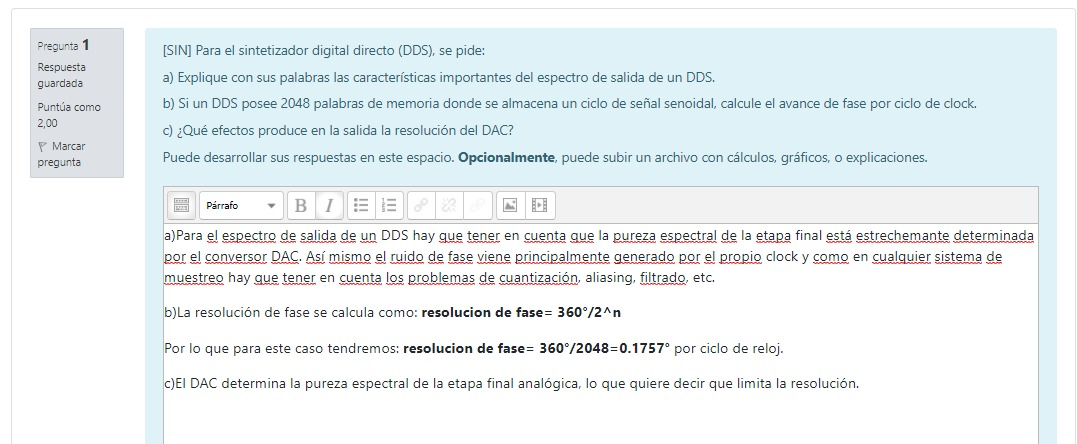 Pregunta 1
Respuesta
guardada
Puntúa como
2,00
Marcar
pregunta
[SIN] Para el sintetizador digital directo (DDS), se pide:
a) Explique con sus palabras las características importantes del espectro de salida de un DDS.
b) Si un DDS posee 2048 palabras de memoria donde se almacena un ciclo de señal senoidal, calcule el avance de fase por ciclo de clock.
c) ¿Qué efectos produce en la salida la resolución del DAC?
Puede desarrollar sus respuestas en este espacio. Opcionalmente, puede subir un archivo con cálculos, gráficos, o explicaciones.
Párrafo B I
a)Para el espectro de salida de un DDS hay que tener en cuenta que la pureza espectral de la etapa final está estrechemante determinada
por el conversor DAC. Así mismo el ruido de fase viene principalmente generado por el propio clock y como en cualquier sistema de
muestreo hay que tener en cuenta los problemas de cuantización, aliasing, filtrado, etc.
b)La resolución de fase se calcula como: resolucion de fase= 360°/2^n
Por lo que para este caso tendremos: resolucion de fase= 360°/2048=0.1757° por ciclo de reloj.
c)El DAC determina la pureza espectral de la etapa final analógica, lo que quiere decir que limita la resolución.